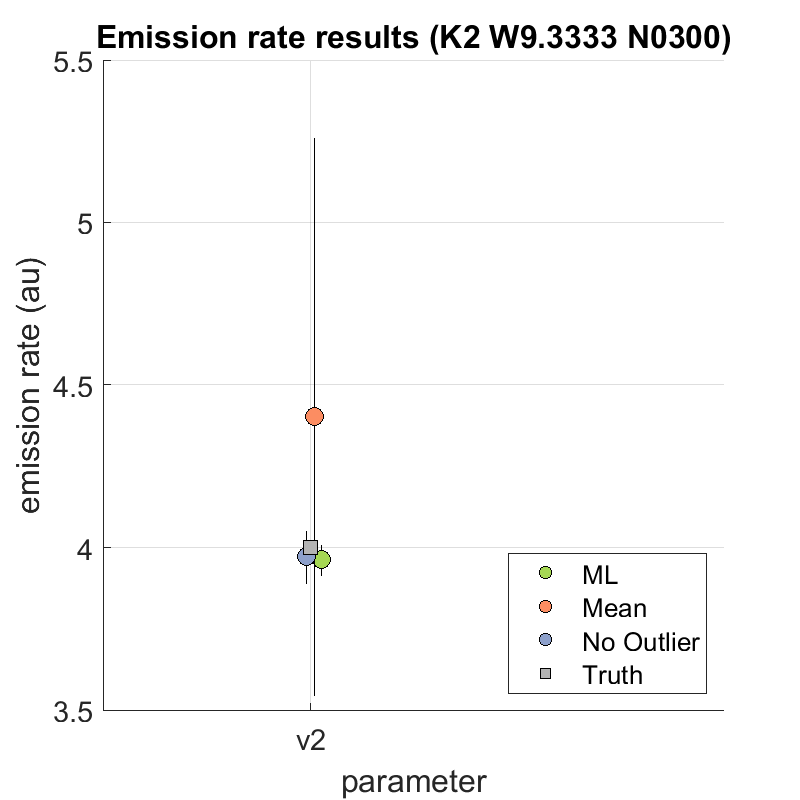 Emission rate results (K2 W9.3333 N0300)
5.5
5
4.5
4
3.5
emission rate (au)
v2
parameter
ML
Mean
No Outlier
Truth